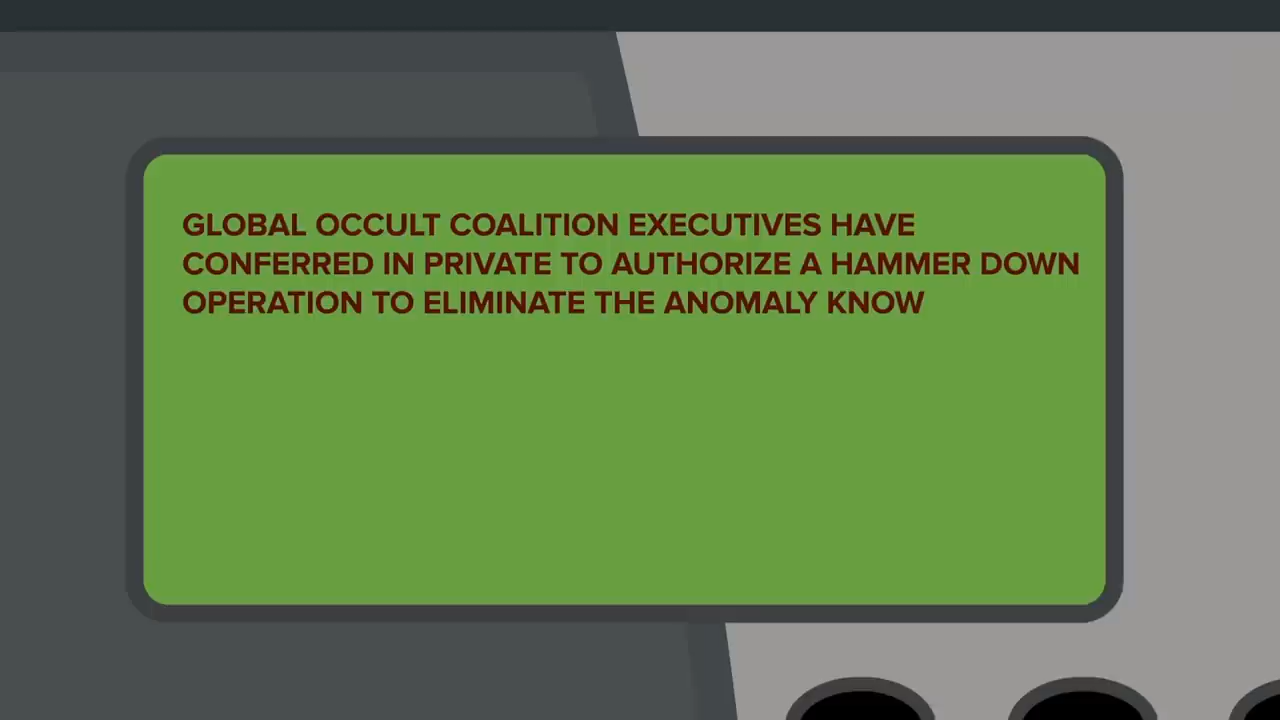 GLOBAL OCCULT COALITION EXECUTIVES HAVE
CONFERRED IN PRIVATE TO AUTHORIZE A HAMMER DOWN
OPERATION TO ELIMINATE THE ANOMALY KNOW